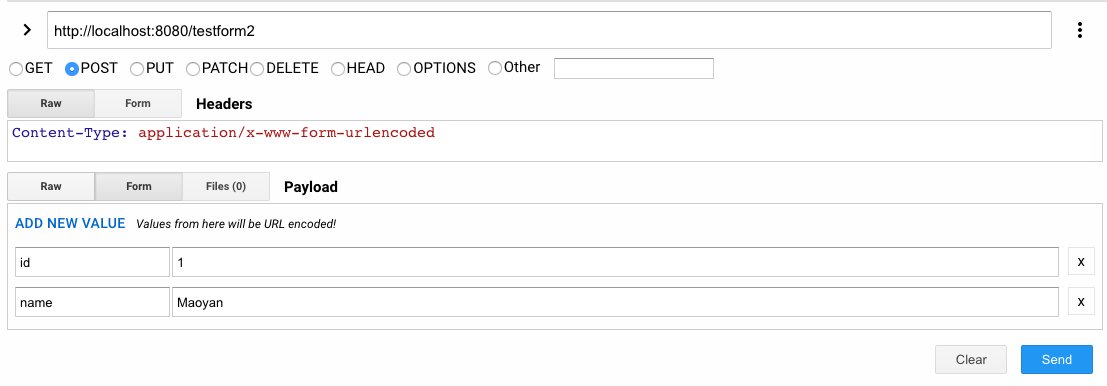 http://localhost:8080/testform2
GET POST PUT PATCH DELETE HEAD OPTIONS Other
Raw Form Headers
Content-Type: application/x-www-form-urlencoded
Raw Form Files (0) Payload
ADD NEW VALUE Values from here will be URL encoded!
id 1 x
name Maoyan x
Clear Send